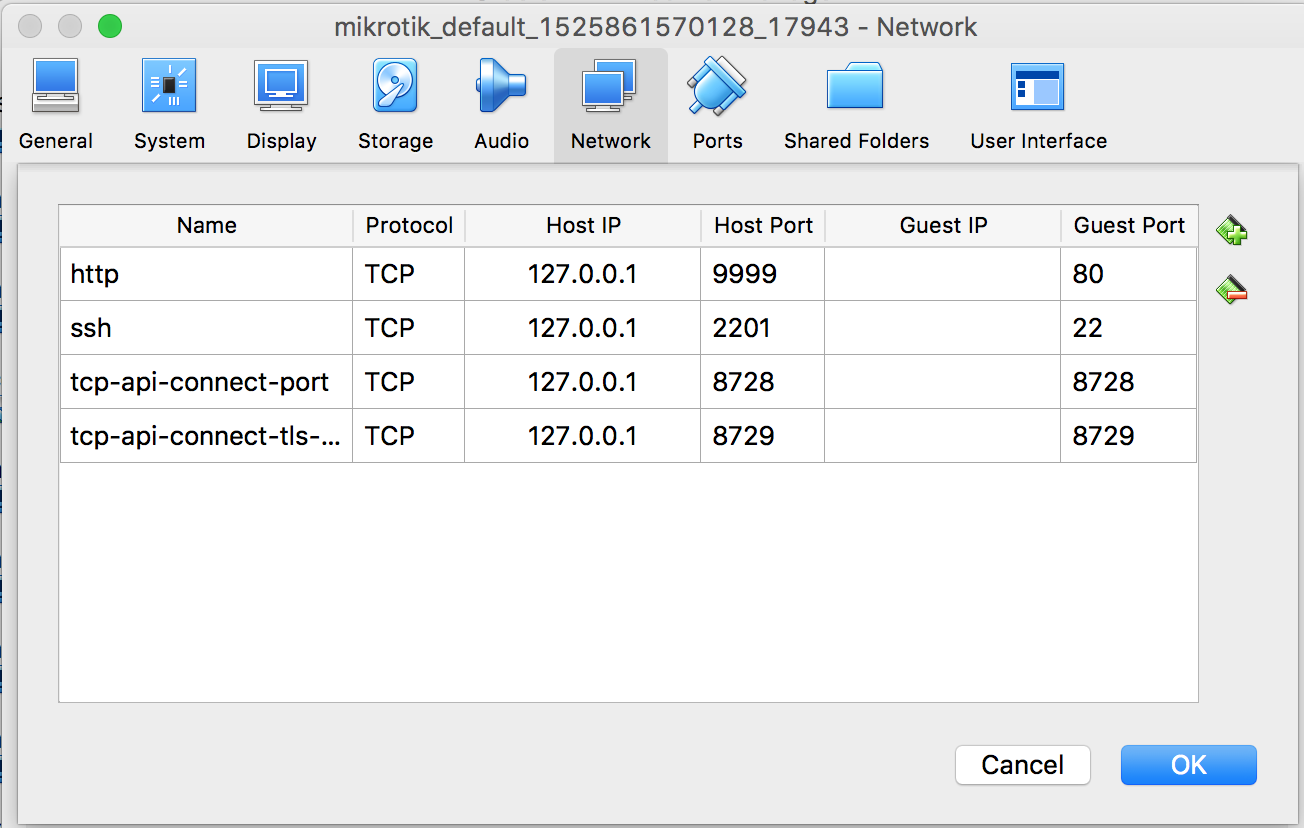 mikrotik_default_1525861570128_17943 - Network
General System Display Storage Audio Network Ports Shared Folders User Interface
Name Protocol Host IP Host Port Guest IP Guest Port
http TCP 127.0.0.1 9999 80
ssh TCP 127.0.0.1 2201 22
tcp-api-connect-port TCP 127.0.0.1 8728 8728
tcp-api-connect-tls-... TCP 127.0.0.1 8729 8729
Cancel OK